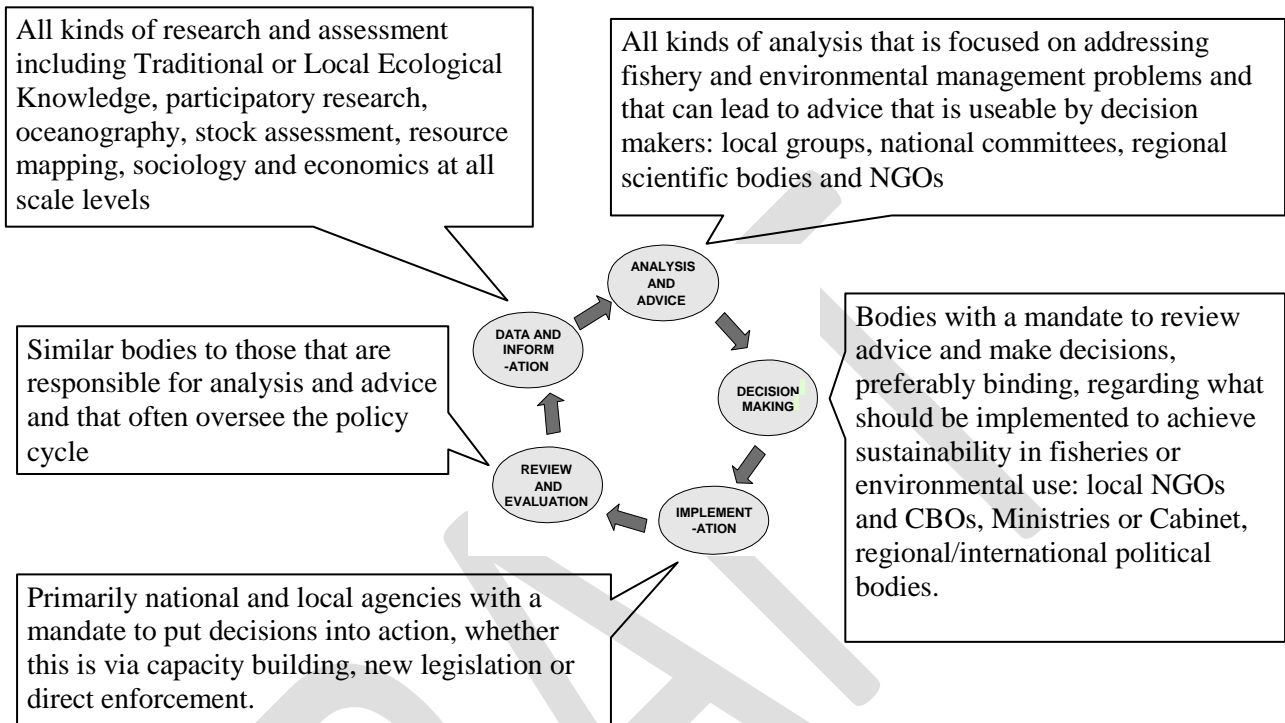 All kinds of research and assessment
including Traditional or Local Ecological
Knowledge, participatory research,
oceanography, stock assessment, resource
mapping, sociology and economics at all
scale levels
All kinds of analysis that is focused on addressing
fishery and environmental management problems and
that can lead to advice that is useable by decision
makers: local groups, national committees, regional
scientific bodies and NGOs
ANALYSIS
AND
ADVICE
DATA AND
INFORM
-ATION
DECISION
MAKING
REVIEW
AND
EVALUATION
IMPLEMENT
-ATION
Similar bodies to those that are
responsible for analysis and advice
and that often oversee the policy
cycle
Bodies with a mandate to review
advice and make decisions,
preferably binding, regarding what
should be implemented to achieve
sustainability in fisheries or
environmental use: local NGOs
and CBOs, Ministries or Cabinet,
regional/international political
bodies.
Primarily national and local agencies with a
mandate to put decisions into action, whether
this is via capacity building, new legislation or
direct enforcement.